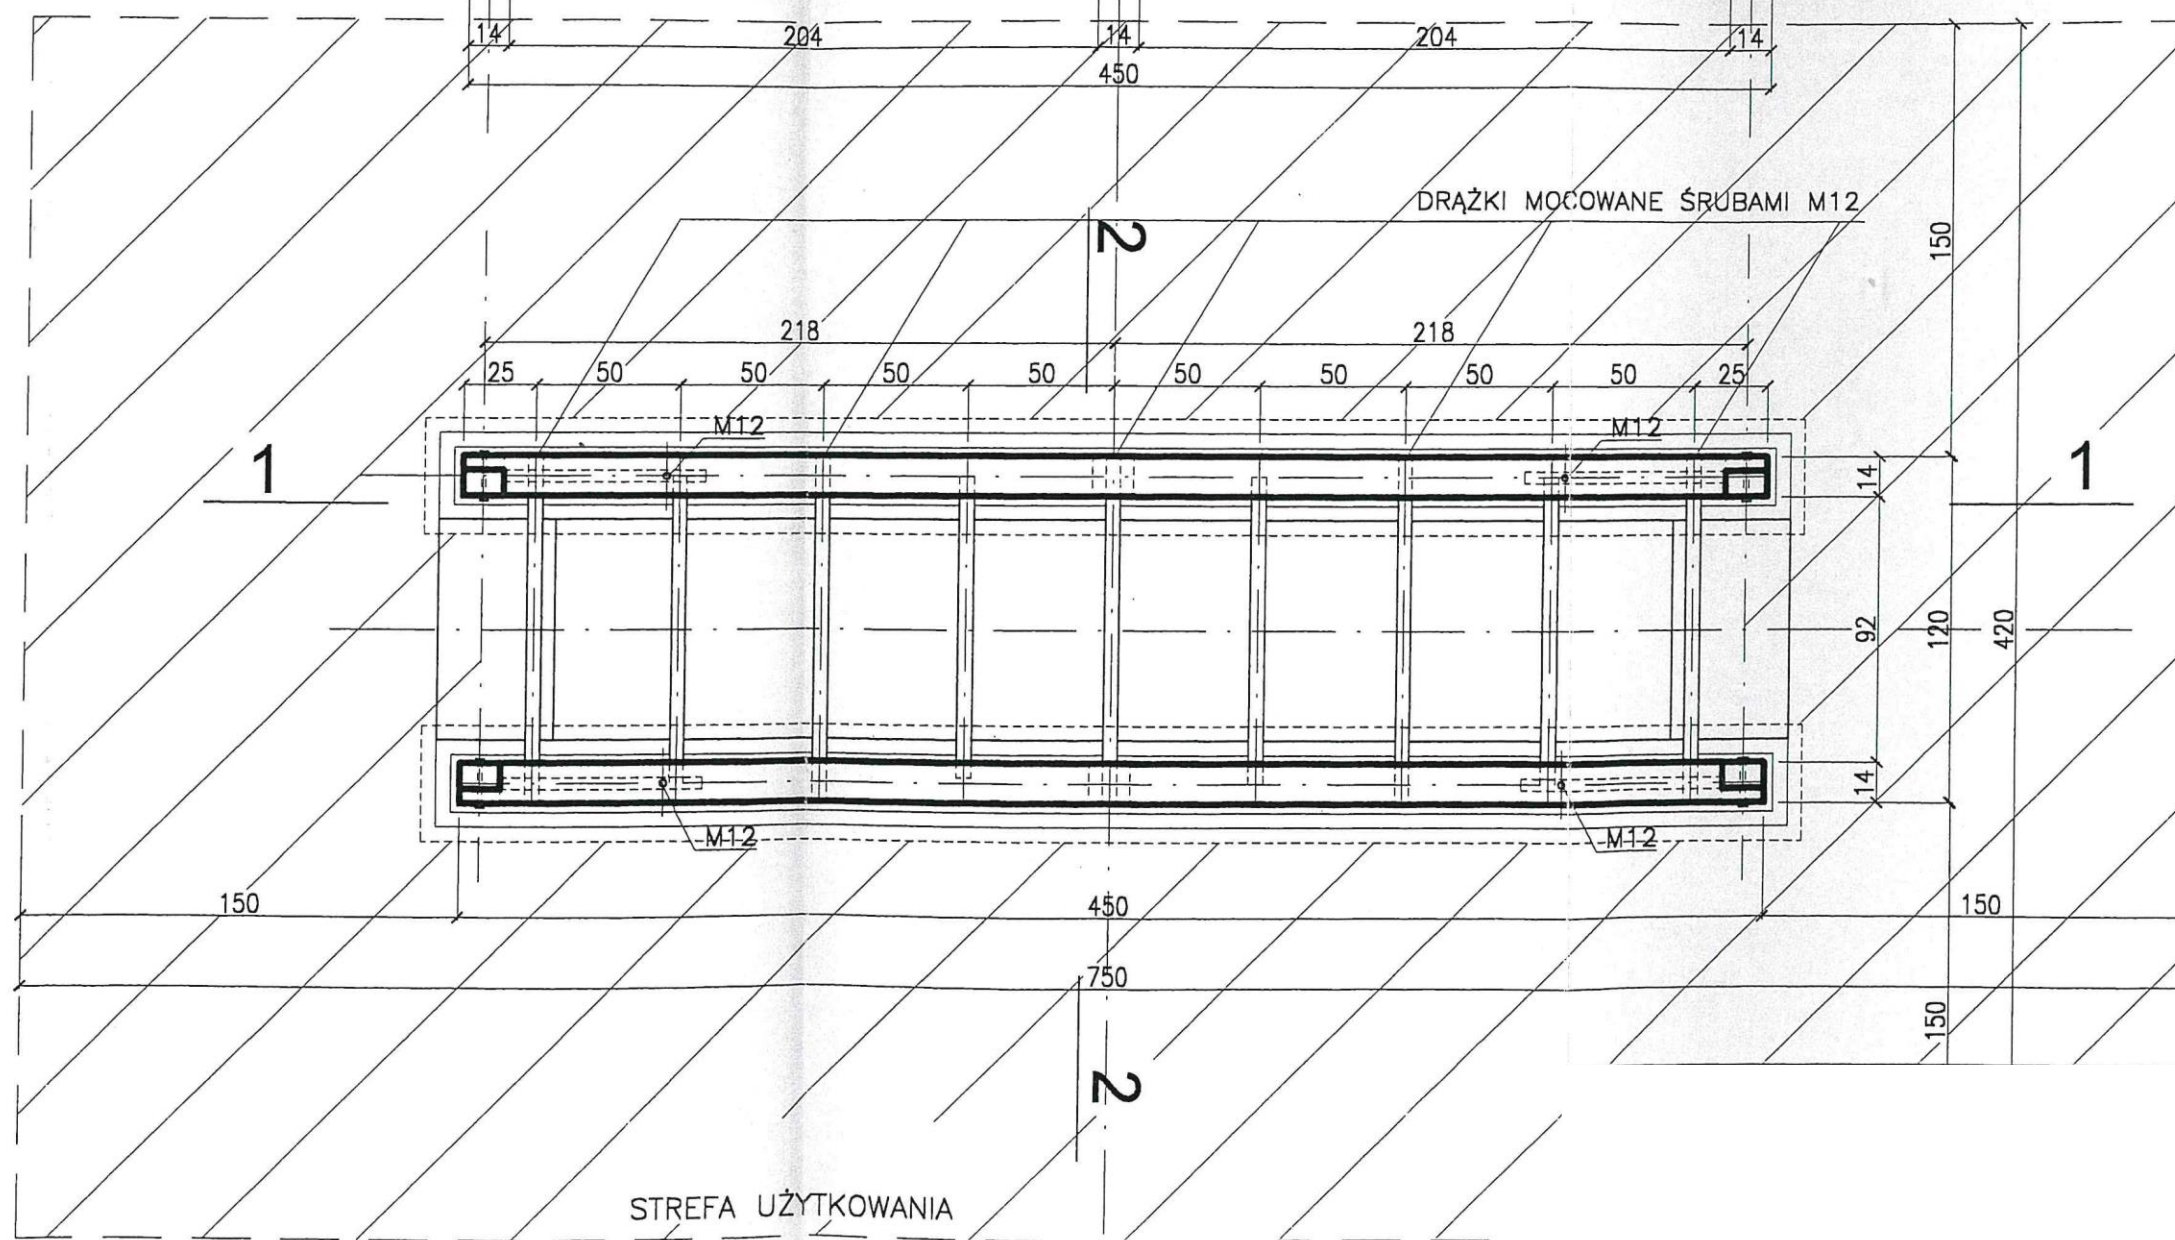 14 204 14 204 14
450
DRĄŻKI MOCOWANE ŚRUBAMI M12
150
2
218 218
25 50 50 50 50 50 50 50 50 25
M12 M12
1 1
14
92 120 420
14
M12 M12
150 450 150
750
150
2
STREFA UŻYTKOWANIA